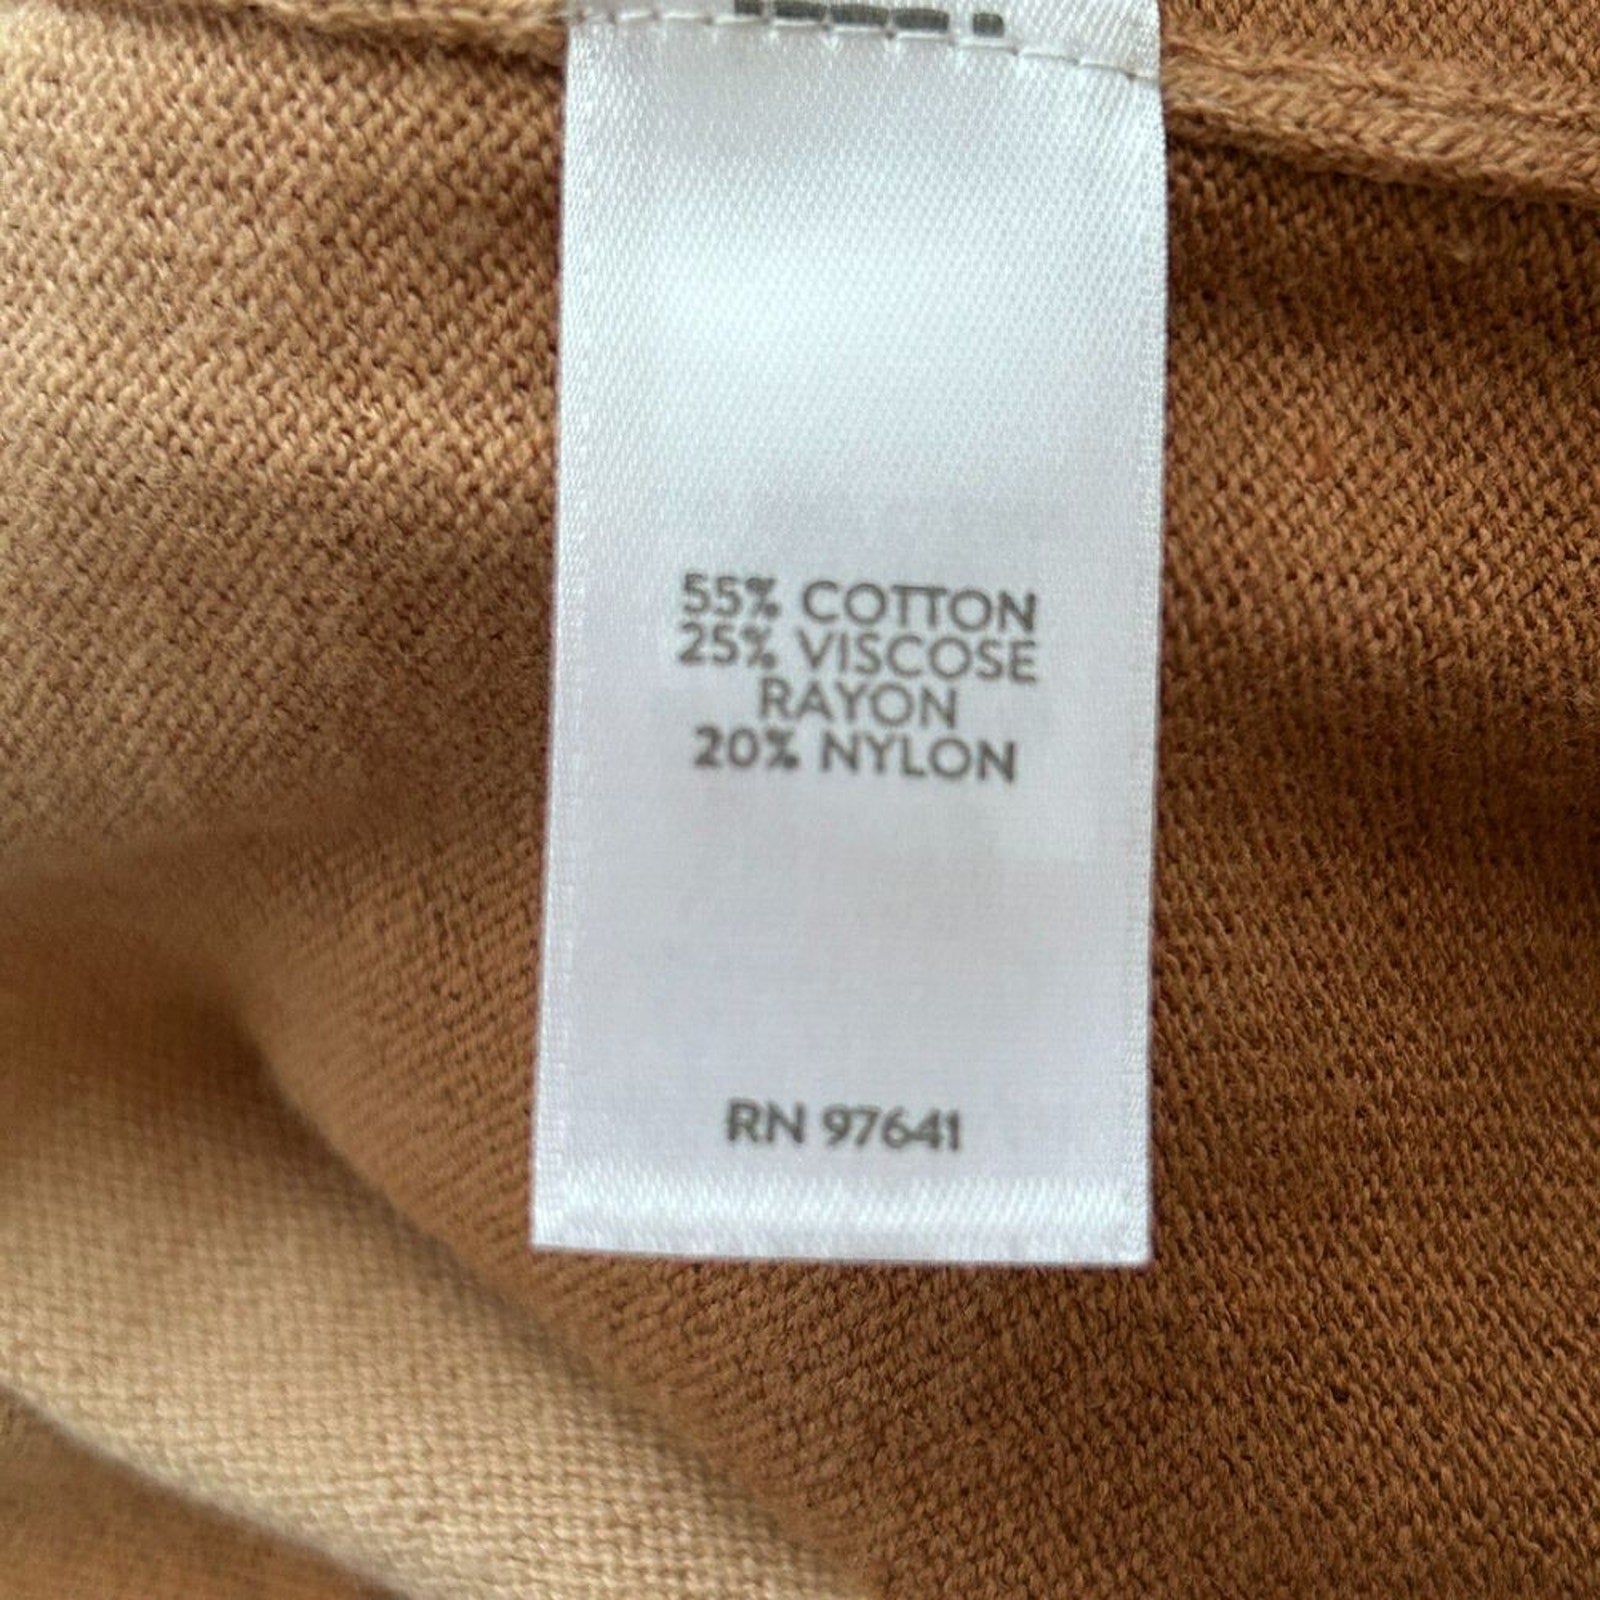 55% COTTON
25% VISCOSE
RAYON
20% NYLON
RN 97641